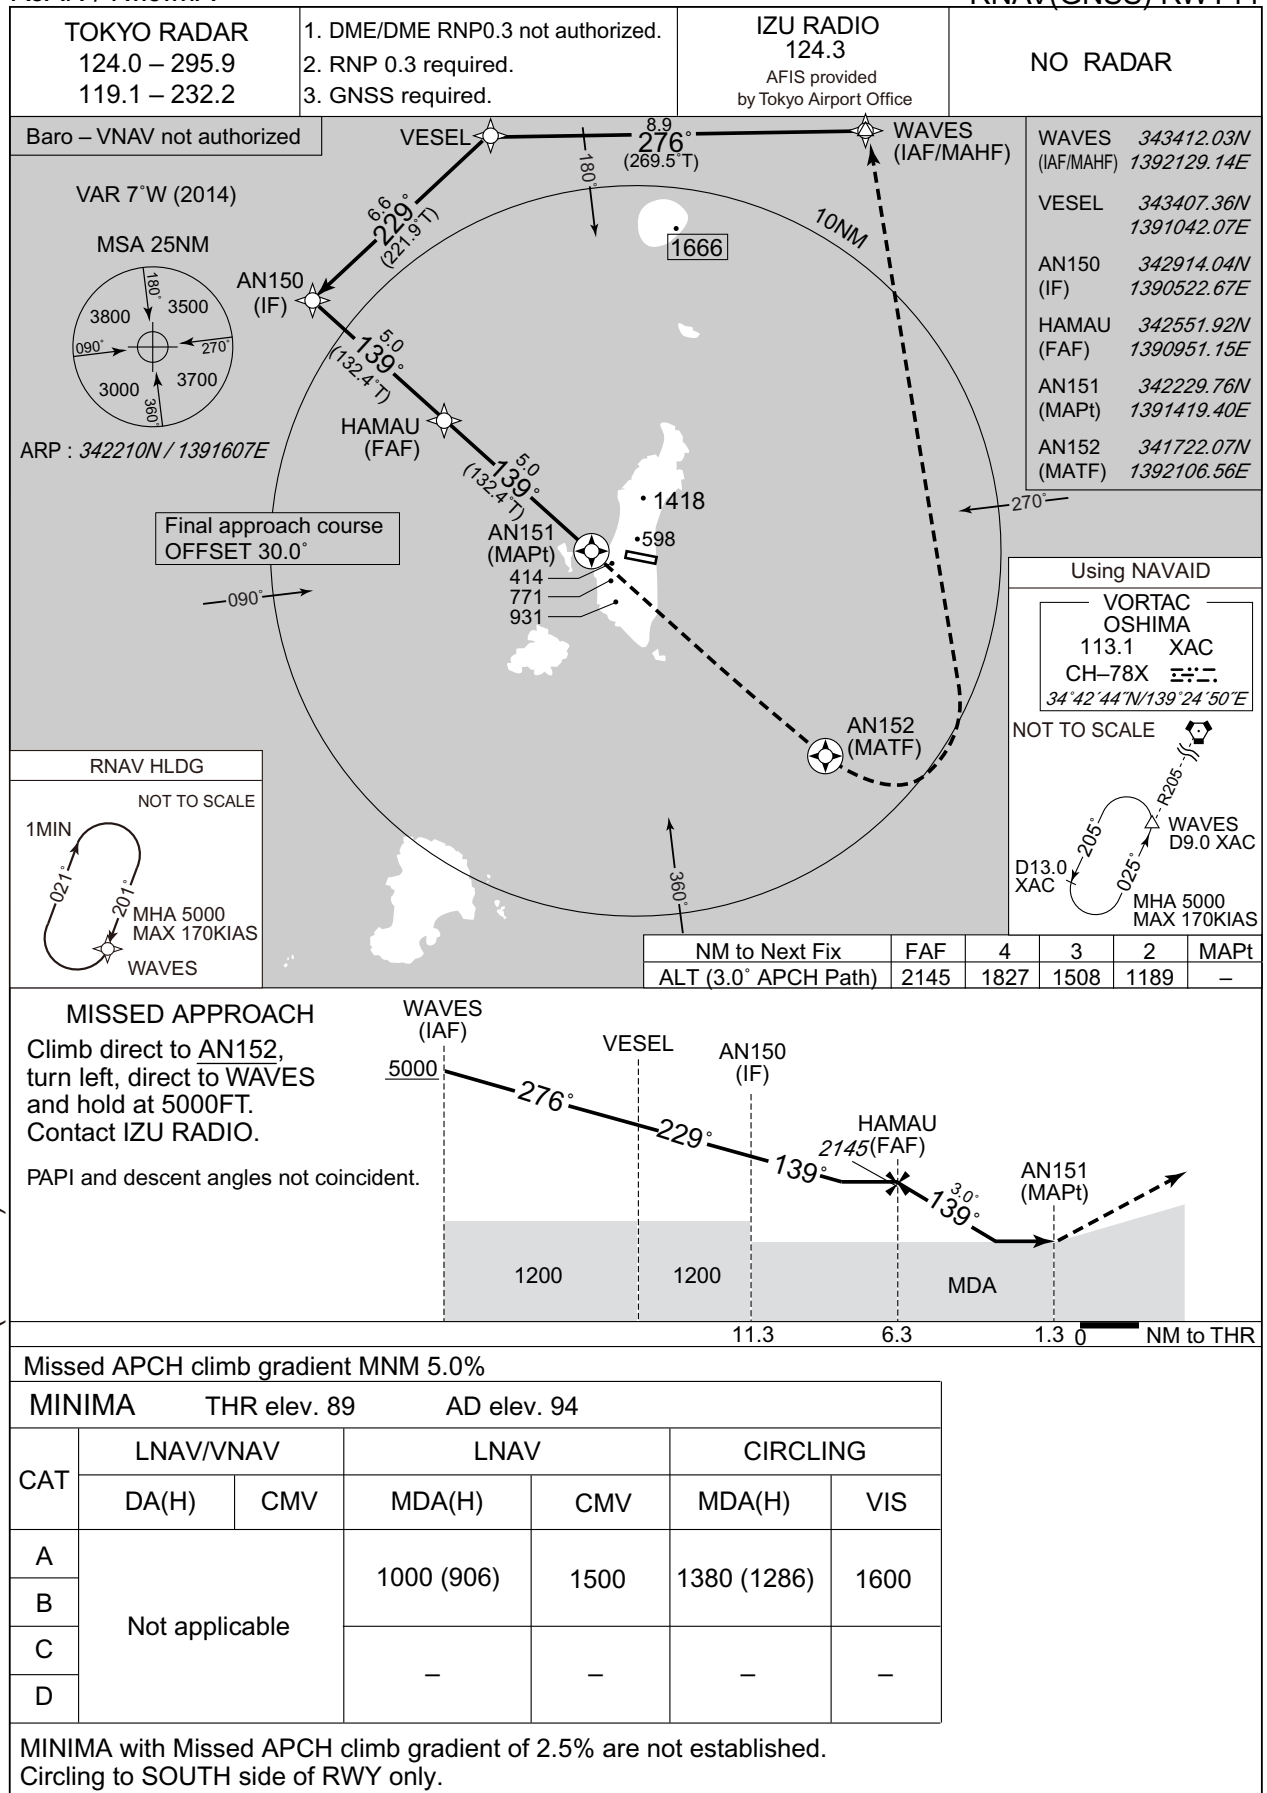 TOKYO RADAR
124.0 – 295.9
119.1 – 232.2
1. DME/DME RNP0.3 not authorized.
2. RNP 0.3 required.
3. GNSS required.
IZU RADIO
124.3
AFIS provided
by Tokyo Airport Office
NO RADAR
Baro – VNAV not authorized
VAR 7˚W (2014)
MSA 25NM
180˚
3800
3500
090˚
270˚
3000
3700
360˚
ARP : 342210N / 1391607E
VESEL
8.9
276˚
(269.5˚T)
WAVES
(IAF/MAHF)
180˚
6.6
229˚
(221.9˚T)
10NM
1666
AN150
(IF)
5.0
139˚
(132.4˚T)
HAMAU
(FAF)
5.0
139˚
(132.4˚T)
1418
598
AN151
(MAPt)
414
771
931
Final approach course
OFFSET 30.0˚
090˚
270˚
360˚
AN152
(MATF)
WAVES 343412.03N
(IAF/MAHF) 1392129.14E
VESEL 343407.36N
1391042.07E
AN150 342914.04N
(IF) 1390522.67E
HAMAU 342551.92N
(FAF) 1390951.15E
AN151 342229.76N
(MAPt) 1391419.40E
AN152 341722.07N
(MATF) 1392106.56E
Using NAVAID
VORTAC
OSHIMA
113.1 XAC
CH–78X
34˚42´44˝N/139˚24´50˝E
NOT TO SCALE
R205
205˚
025˚
WAVES
D9.0 XAC
D13.0
XAC
MHA 5000
MAX 170KIAS
RNAV HLDG
NOT TO SCALE
1MIN
021˚
201˚
MHA 5000
MAX 170KIAS
WAVES
NM to Next Fix FAF 4 3 2 MAPt
ALT (3.0˚ APCH Path) 2145 1827 1508 1189 –
MISSED APPROACH
Climb direct to AN152,
turn left, direct to WAVES
and hold at 5000FT.
Contact IZU RADIO.
PAPI and descent angles not coincident.
WAVES
(IAF)
5000
276˚
VESEL
229˚
AN150
(IF)
139˚
HAMAU
2145 (FAF)
3.0˚
139˚
AN151
(MAPt)
1200
1200
MDA
11.3 6.3 1.3 0 NM to THR
Missed APCH climb gradient MNM 5.0%
MINIMA THR elev. 89 AD elev. 94
CAT LNAV/VNAV LNAV CIRCLING
DA(H) CMV MDA(H) CMV MDA(H) VIS
A
B
1000 (906) 1500 1380 (1286) 1600
Not applicable
C
D
– – – –
MINIMA with Missed APCH climb gradient of 2.5% are not established.
Circling to SOUTH side of RWY only.